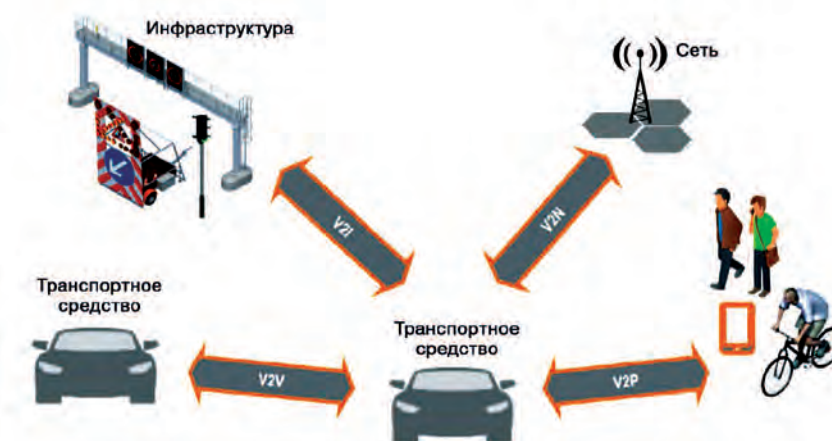 Инфраструктура
Сеть
V2I
V2N
Транспортное
средство
Транспортное
средство
V2V
V2P